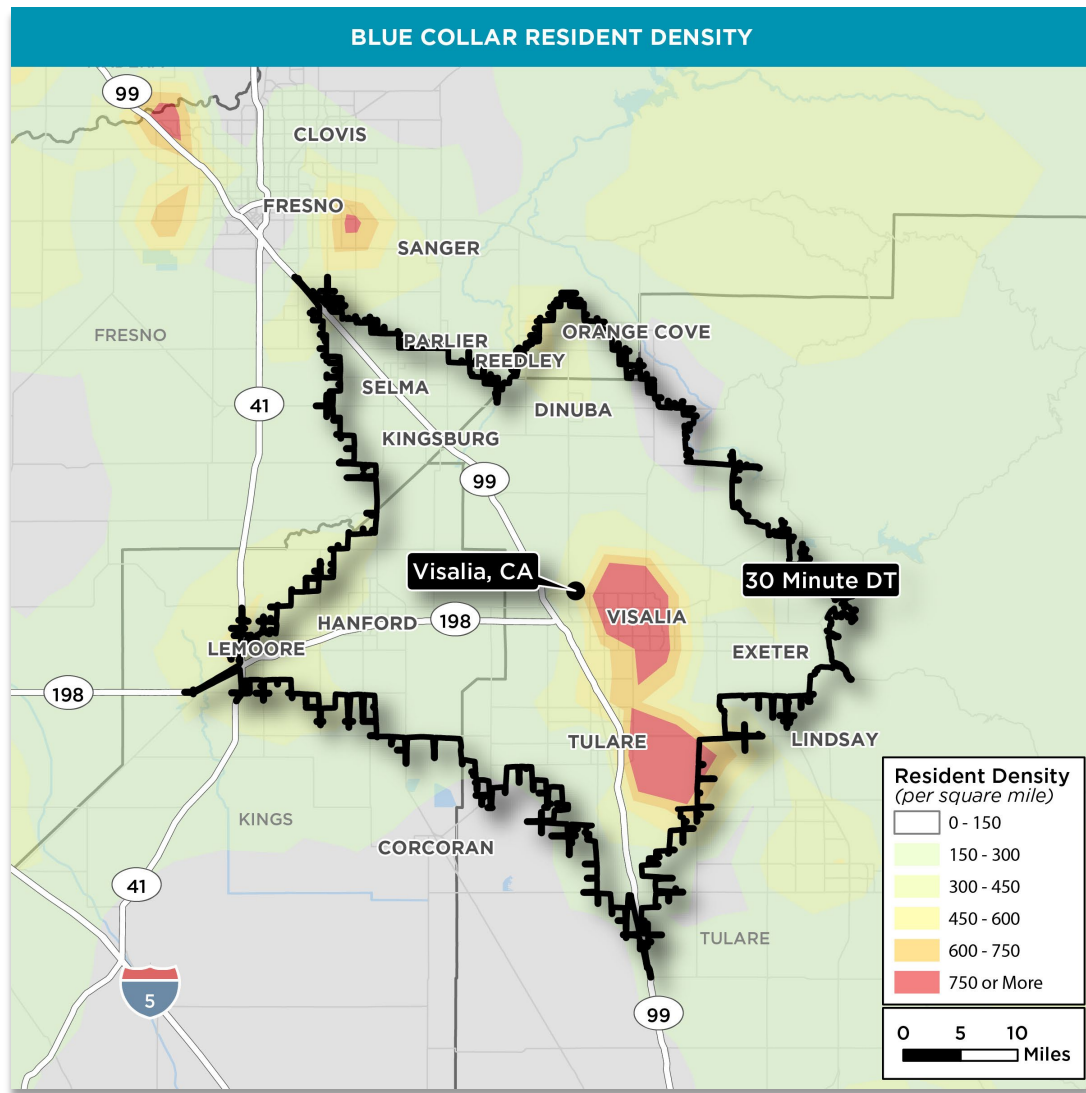 BLUE COLLAR RESIDENT DENSITY
99
CLOVIS
FRESNO
SANGER
FRESNO
PARLIER
ORANGE COVE
REEDLEY
SELMA
41
DINUBA
KINGSBURG
99
Visalia, CA
30 Minute DT
HANFORD
198
VISALIA
LEMOORE
EXETER
198
TULARE
LINDSAY
KINGS
CORCORAN
41
TULARE
5
99
Resident Density
(per square mile)
0 - 150
150 - 300
300 - 450
450 - 600
600 - 750
750 or More
0 5 10
Miles